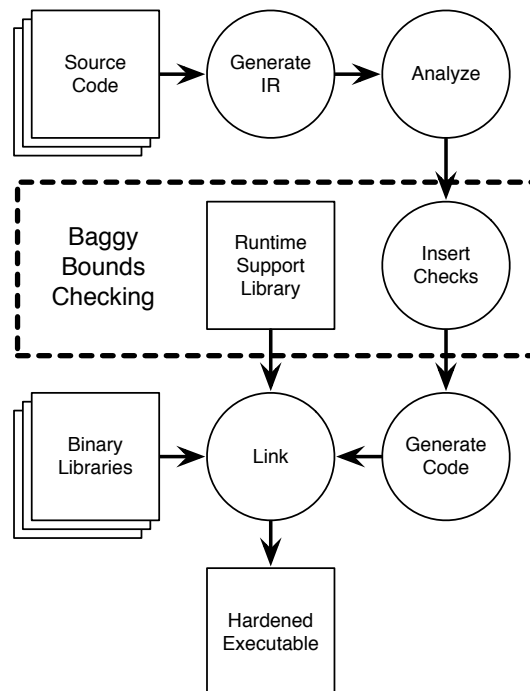 Source
Code
Generate
IR
Analyze
Baggy
Bounds
Checking
Runtime
Support
Library
Insert
Checks
Binary
Libraries
Link
Generate
Code
Hardened
Executable